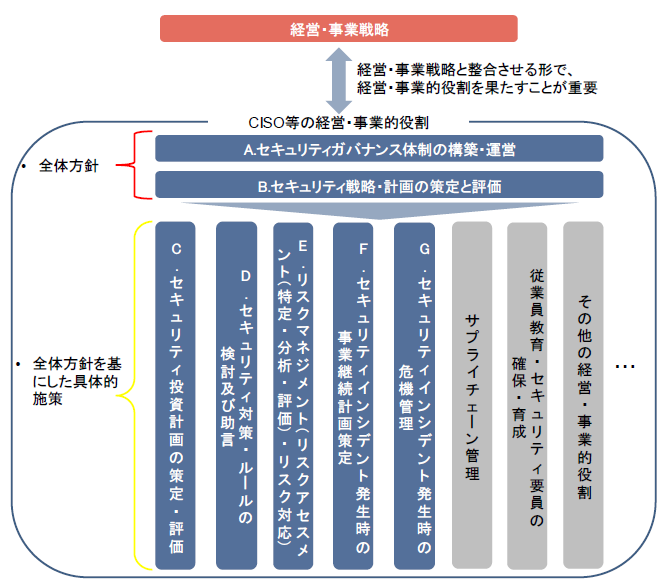 経営・事業戦略
経営・事業戦略と整合させる形で、
経営・事業的役割を果たすことが重要
CISO等の経営・事業的役割
A.セキュリティガバナンス体制の構築・運営
• 全体方針
B.セキュリティ戦略・計画の策定と評価
• 全体方針を基
にした具体的
施策
C.セキュリティ投資計画の策定・評価
D.セキュリティ対策・ルールの
検討及び助言
E.リスクマネジメント(リスクアセスメ
ント(特定・分析・評価)・リスク対応)
F.セキュリティインシデント発生時の
事業継続計画策定
G.セキュリティインシデント発生時の
危機管理
サプライチェーン管理
従業員教育・セキュリティ要員の
確保・育成
その他の経営・事業的役割
…